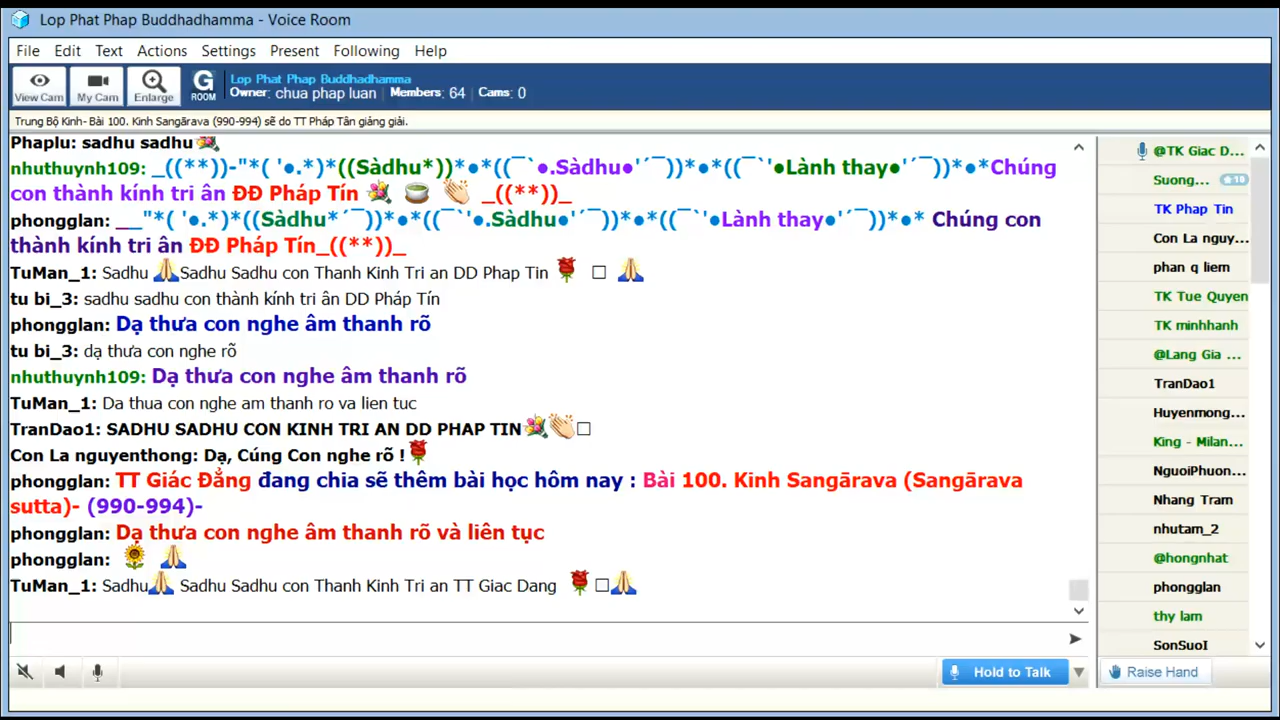 Lop Phat Phap Buddhadhamma - Voice Room
File Edit Text Actions Settings Present Following Help
View Cam My Cam Enlarge G ROOM
Lop Phat Phap Buddhadhamma
Owner: chua phap luan | Members: 64 | Cams: 0
Trung Bộ Kinh- Bài 100. Kinh Sangārava (990-994) sẽ do TT Pháp Tân giảng giải.
Phaplu: sadhu sadhu💐
nhuthuynh109: _((**))-"*( '●.*)*((Sàdhu*))*●*((¯`●.Sàdhu●'´¯))*●*((¯`'●Lành thay●'´¯))*●*Chúng
con thành kính tri ân ĐĐ Pháp Tín 💐 🍵 👏 _((**))_
phongglan: __"*( '●.*)*((Sàdhu*´¯))*●*((¯`'●.Sàdhu●'´¯))*●*((¯`'●Lành thay●'´¯))*●* Chúng con
thành kính tri ân ĐĐ Pháp Tín_((**))_
TuMan_1: Sadhu 🙏Sadhu Sadhu con Thanh Kinh Tri an DD Phap Tin 🌹 □ 🙏
tu bi_3: sadhu sadhu con thành kính tri ân DD Pháp Tín
phongglan: Dạ thưa con nghe âm thanh rõ
tu bi_3: dạ thưa con nghe rõ
nhuthuynh109: Dạ thưa con nghe âm thanh rõ
TuMan_1: Da thua con nghe am thanh ro va lien tuc
TranDao1: SADHU SADHU CON KINH TRI AN DD PHAP TIN💐👏□
Con La nguyenthong: Dạ, Cúng Con nghe rõ !🌹
phongglan: TT Giác Đẳng đang chia sẽ thêm bài học hôm nay : Bài 100. Kinh Sangārava (Sangārava
sutta)- (990-994)-
phongglan: Dạ thưa con nghe âm thanh rõ và liên tục
phongglan: 🌻 🙏
TuMan_1: Sadhu🙏 Sadhu Sadhu con Thanh Kinh Tri an TT Giac Dang 🌹□🙏
@TK Giac D...
Suong... 10
TK Phap Tin
Con La nguy...
phan q liem
TK Tue Quyen
TK minhhanh
@Lang Gia ...
TranDao1
Huyenmong...
King - Milan...
NguoiPhuon...
Nhang Tram
nhutam_2
@hongnhat
phongglan
thy lam
SonSuoI
Hold to Talk
Raise Hand